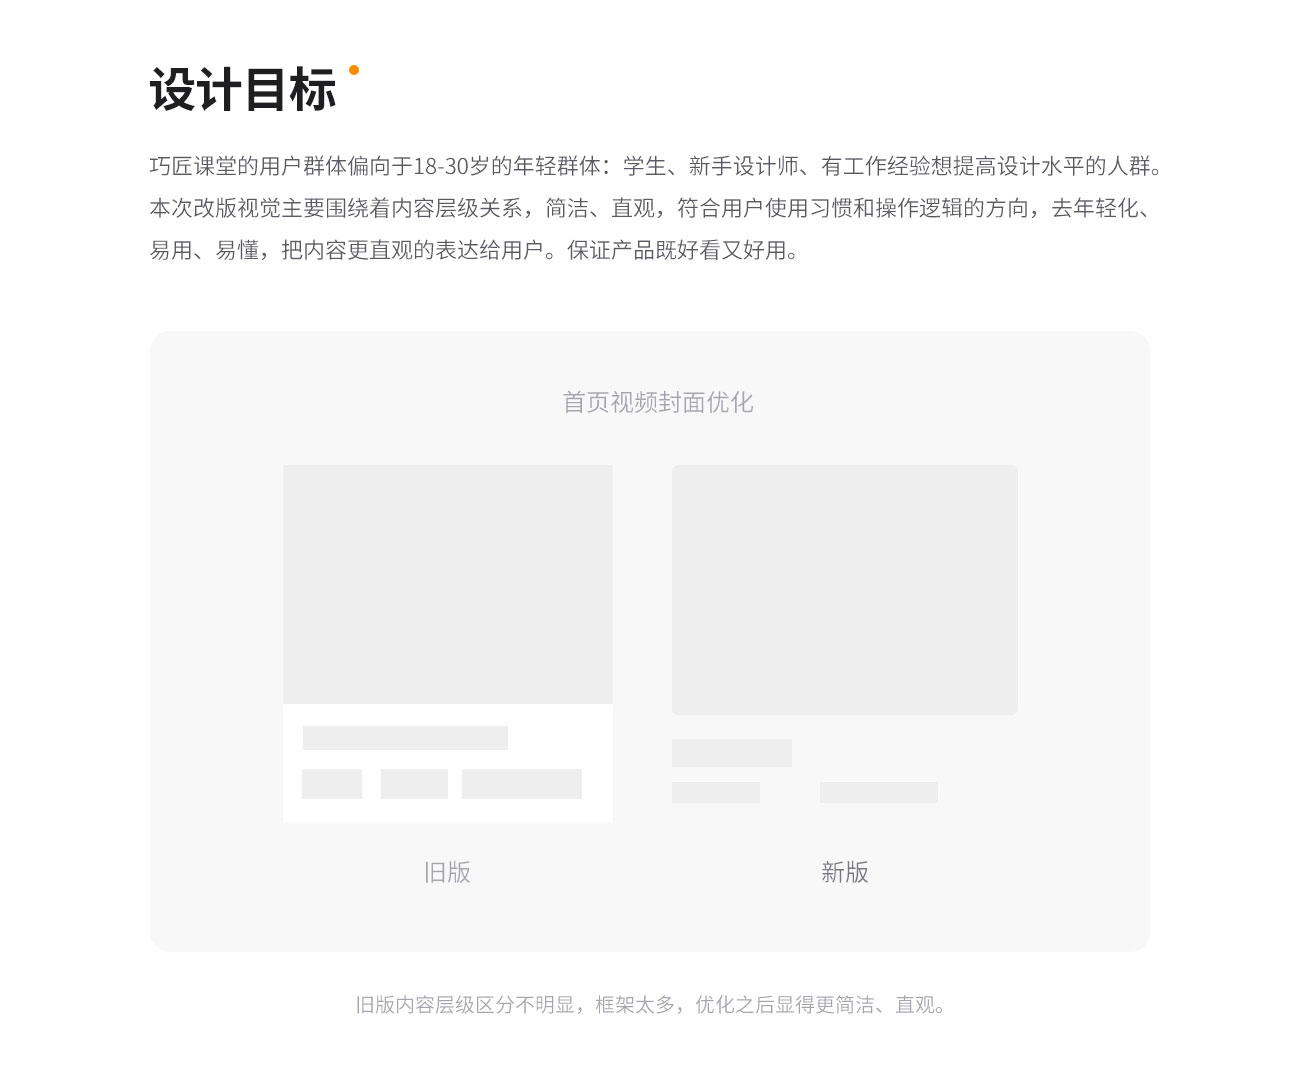 设计目标
巧匠课堂的用户群体偏向于18-30岁的年轻群体：学生、新手设计师、有工作经验想提高设计水平的人群。
本次改版视觉主要围绕着内容层级关系，简洁、直观，符合用户使用习惯和操作逻辑的方向，去年轻化、
易用、易懂，把内容更直观的表达给用户。保证产品既好看又好用。
首页视频封面优化
旧版
新版
旧版内容层级区分不明显，框架太多，优化之后显得更简洁、直观。